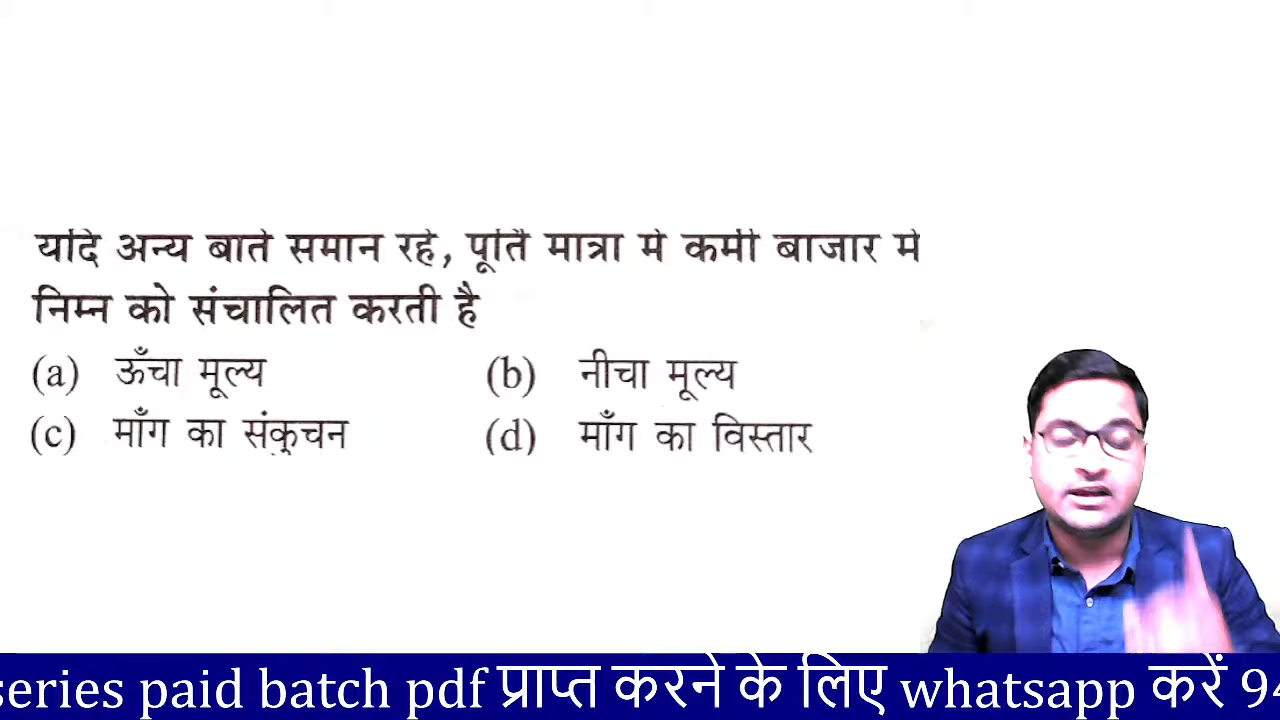 यदि अन्य बातें समान रहें, पूर्ति मात्रा में कमी बाजार में
निम्न को संचालित करती है
(a) ऊँचा मूल्य (b) नीचा मूल्य
(c) माँग का संकुचन (d) माँग का विस्तार
series paid batch pdf प्राप्त करने के लिए whatsapp करें 94